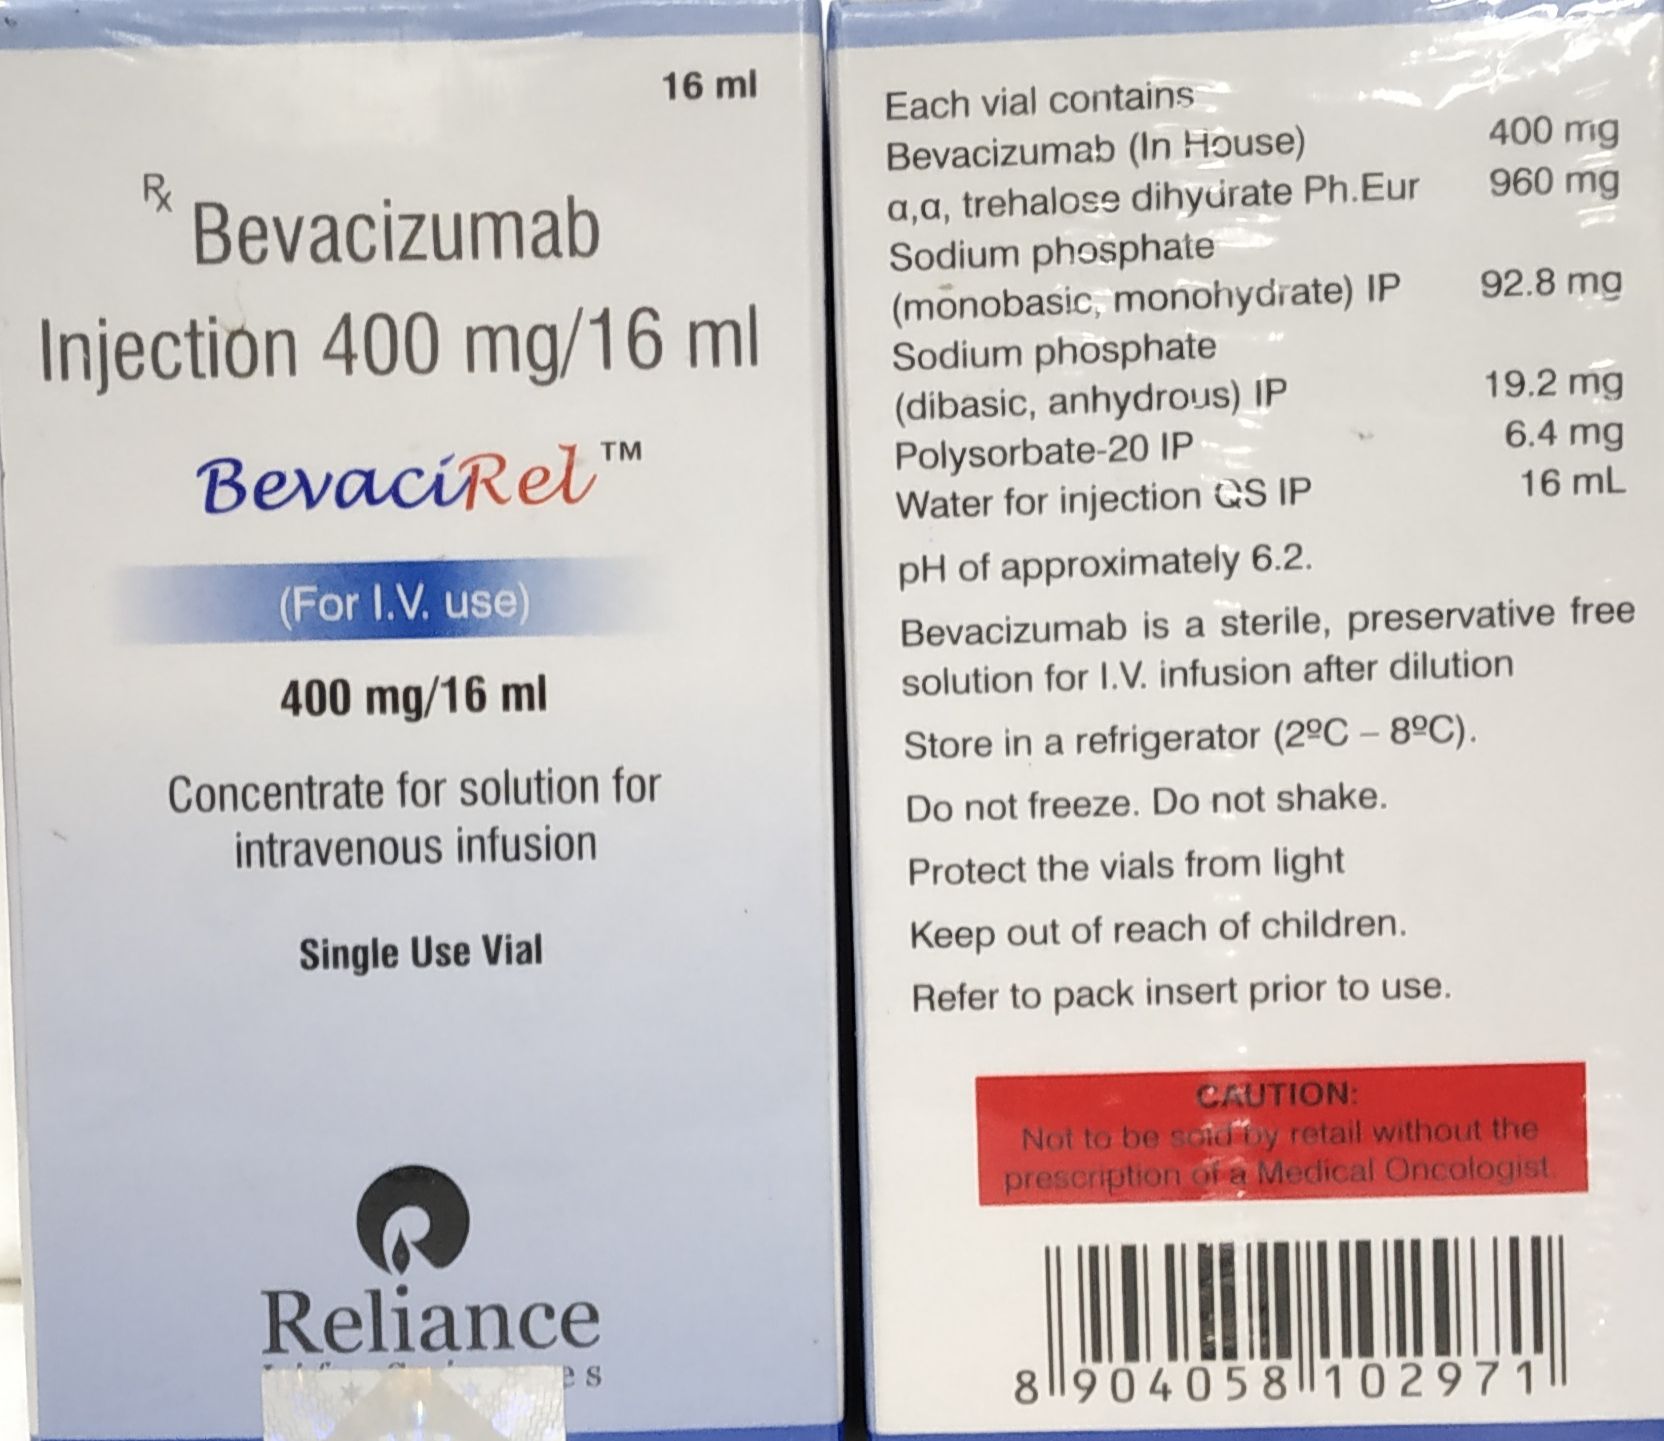 16 ml
Rx Bevacizumab
Injection 400 mg/16 ml
BevaciRel™
(For I.V. use)
400 mg/16 ml
Concentrate for solution for
intravenous infusion
Single Use Vial
Reliance
Each vial contains
Bevacizumab (In House) 400 mg
α,α, trehalose dihydrate Ph.Eur 960 mg
Sodium phosphate
(monobasic, monohydrate) IP 92.8 mg
Sodium phosphate
(dibasic, anhydrous) IP 19.2 mg
Polysorbate-20 IP 6.4 mg
Water for injection QS IP 16 mL
pH of approximately 6.2.
Bevacizumab is a sterile, preservative free
solution for I.V. infusion after dilution
Store in a refrigerator (2ºC – 8ºC).
Do not freeze. Do not shake.
Protect the vials from light
Keep out of reach of children.
Refer to pack insert prior to use.
CAUTION:
Not to be sold by retail without the
prescription of a Medical Oncologist.
8 904058 102971